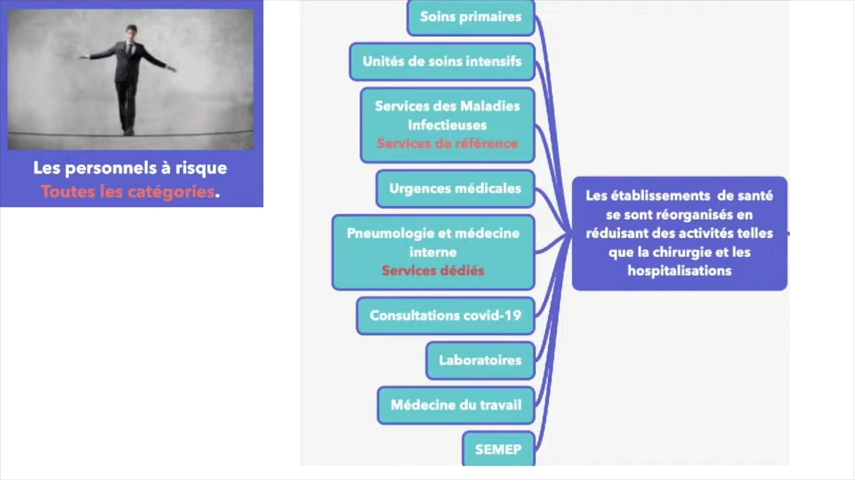 Les personnels à risque
Toutes les catégories.
Soins primaires
Unités de soins intensifs
Services des Maladies
Infectieuses
Services de référence
Urgences médicales
Pneumologie et médecine
interne
Services dédiés
Consultations covid-19
Laboratoires
Médecine du travail
SEMEP
Les établissements de santé
se sont réorganisés en
réduisant des activités telles
que la chirurgie et les
hospitalisations